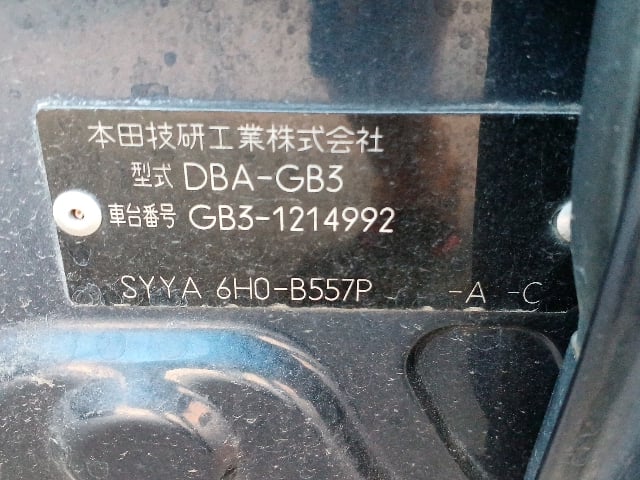 本田技研工業株式会社
型式 DBA-GB3
車台番号 GB3-1214992
SYYA 6H0-B557P -A -C